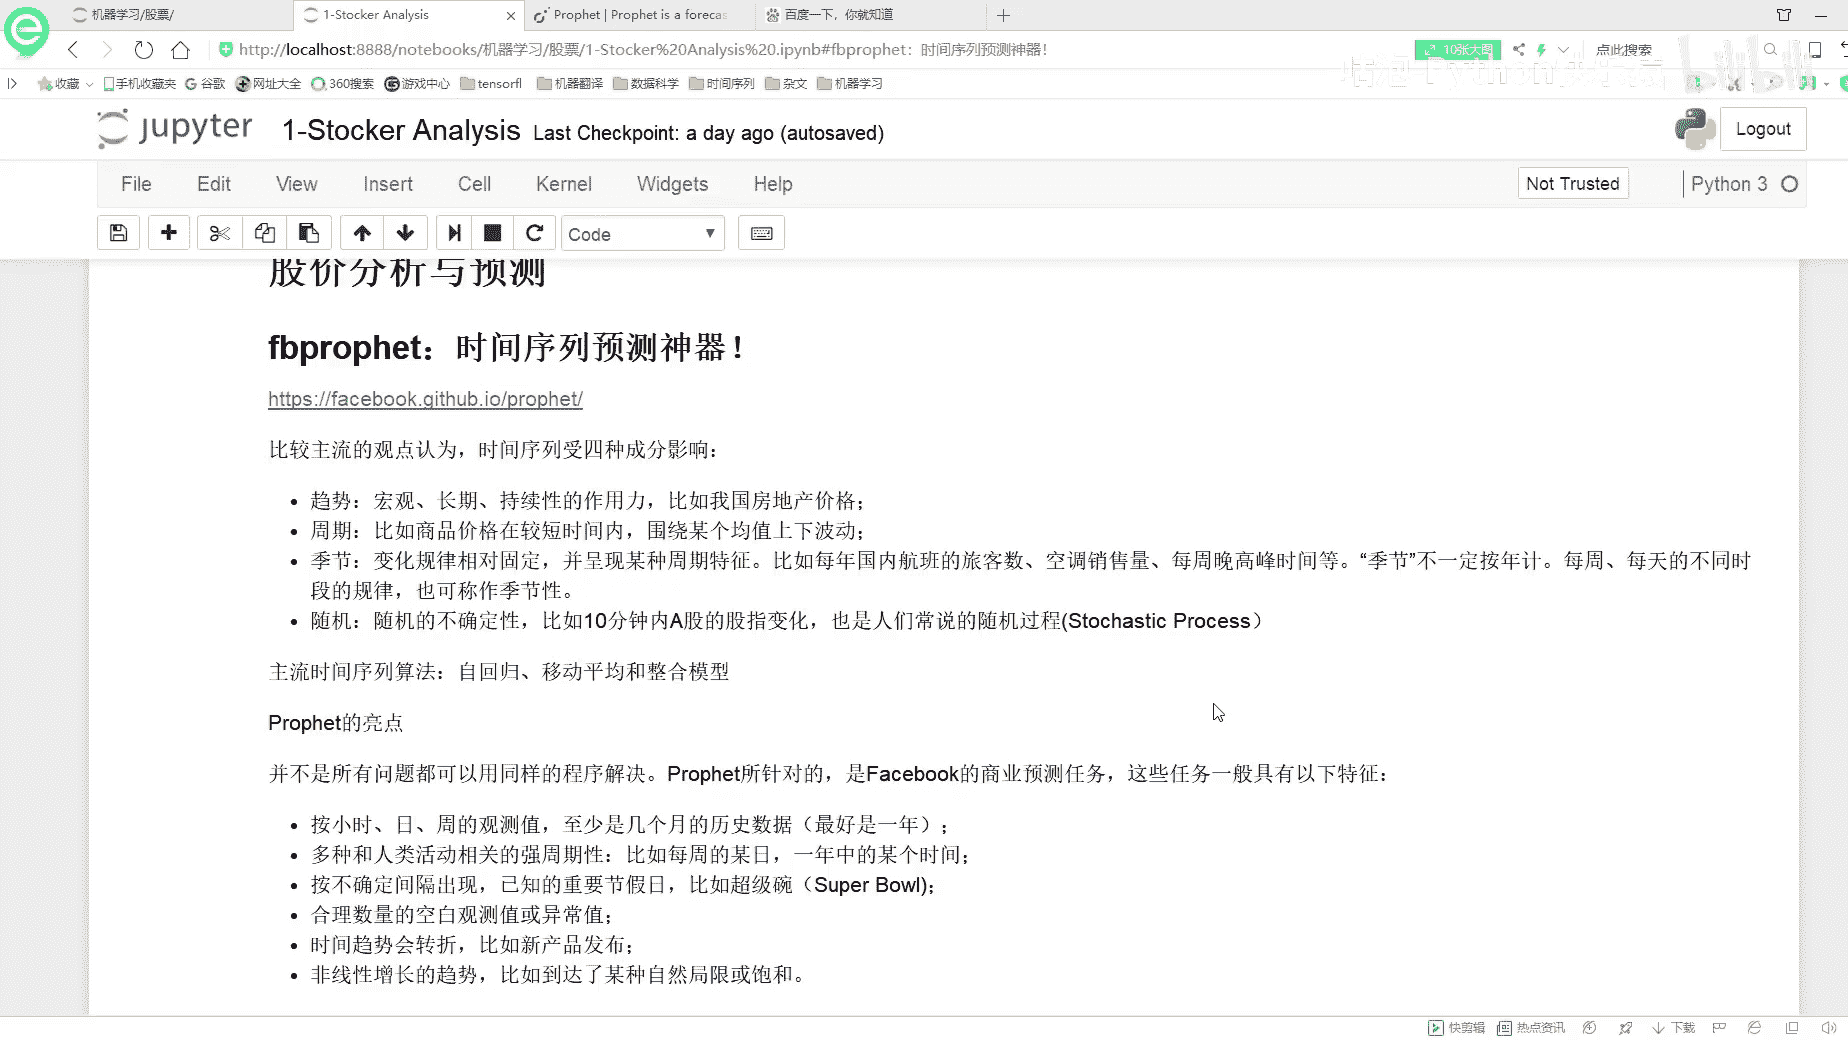 机器学习/股票/
1-Stocker Analysis
Prophet | Prophet is a forecas
百度一下，你就知道
http://localhost:8888/notebooks/机器学习/股票/1-Stocker%20Analysis%20.ipynb#fbprophet：时间序列预测神器！
10张大图
点此搜索
收藏 手机收藏夹 谷歌 网址大全 360搜索 游戏中心 tensorfl 机器翻译 数据科学 时间序列 杂文 机器学习
bilibili
jupyter 1-Stocker Analysis Last Checkpoint: a day ago (autosaved)
Logout
File Edit View Insert Cell Kernel Widgets Help
Not Trusted
Python 3
Code
股价分析与预测
fbprophet：时间序列预测神器！
https://facebook.github.io/prophet/
比较主流的观点认为，时间序列受四种成分影响：
• 趋势：宏观、长期、持续性的作用力，比如我国房地产价格；
• 周期：比如商品价格在较短时间内，围绕某个均值上下波动；
• 季节：变化规律相对固定，并呈现某种周期特征。比如每年国内航班的旅客数、空调销售量、每周晚高峰时间等。“季节”不一定按年计。每周、每天的不同时
段的规律，也可称作季节性。
• 随机：随机的不确定性，比如10分钟内A股的股指变化，也是人们常说的随机过程(Stochastic Process）
主流时间序列算法：自回归、移动平均和整合模型
Prophet的亮点
并不是所有问题都可以用同样的程序解决。Prophet所针对的，是Facebook的商业预测任务，这些任务一般具有以下特征：
• 按小时、日、周的观测值，至少是几个月的历史数据（最好是一年）；
• 多种和人类活动相关的强周期性：比如每周的某日，一年中的某个时间；
• 按不确定间隔出现，已知的重要节假日，比如超级碗（Super Bowl)；
• 合理数量的空白观测值或异常值；
• 时间趋势会转折，比如新产品发布；
• 非线性增长的趋势，比如到达了某种自然局限或饱和。
快剪辑 热点资讯 下载